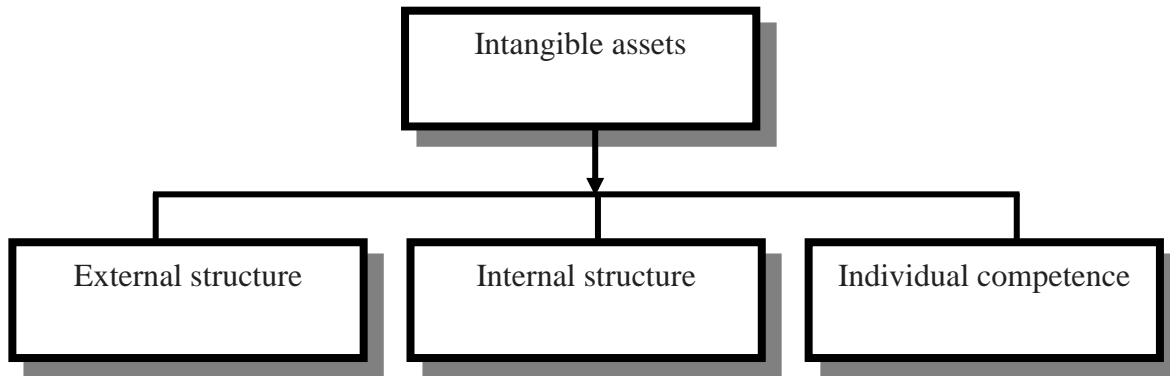 Intangible assets
External structure
Internal structure
Individual competence